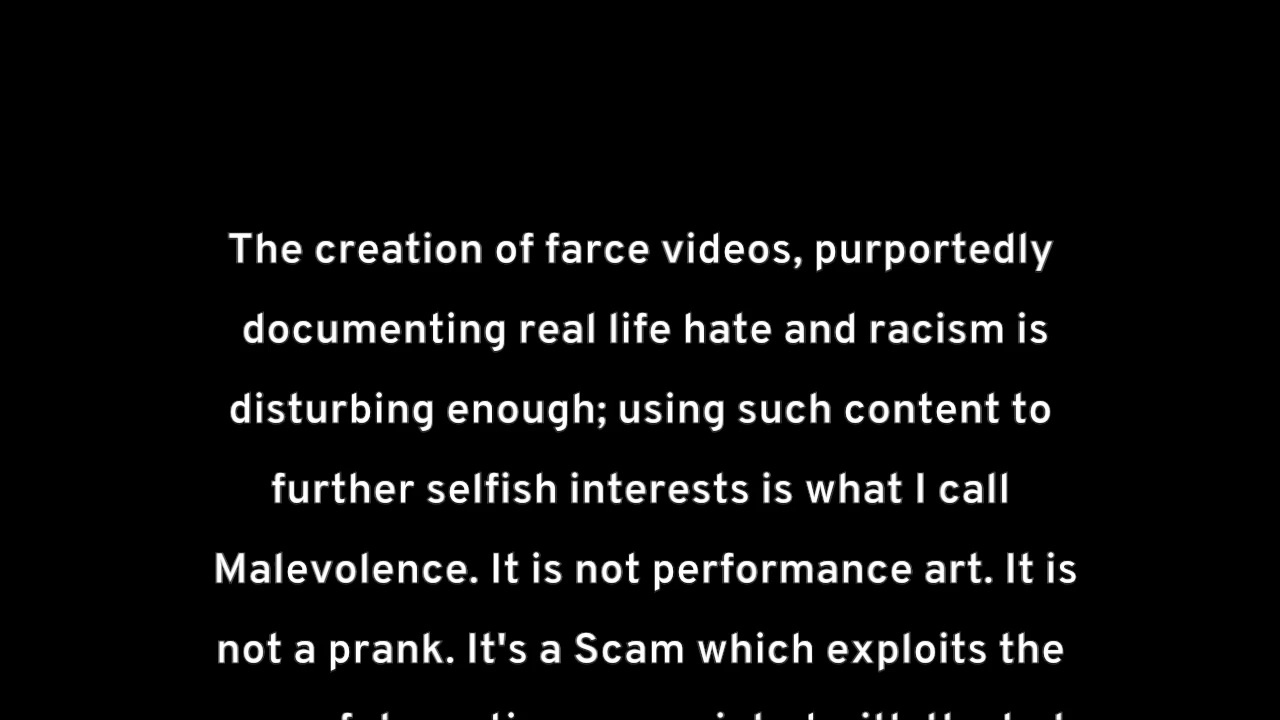 The creation of farce videos, purportedly
documenting real life hate and racism is
disturbing enough; using such content to
further selfish interests is what I call
Malevolence. It is not performance art. It is
not a prank. It's a Scam which exploits the